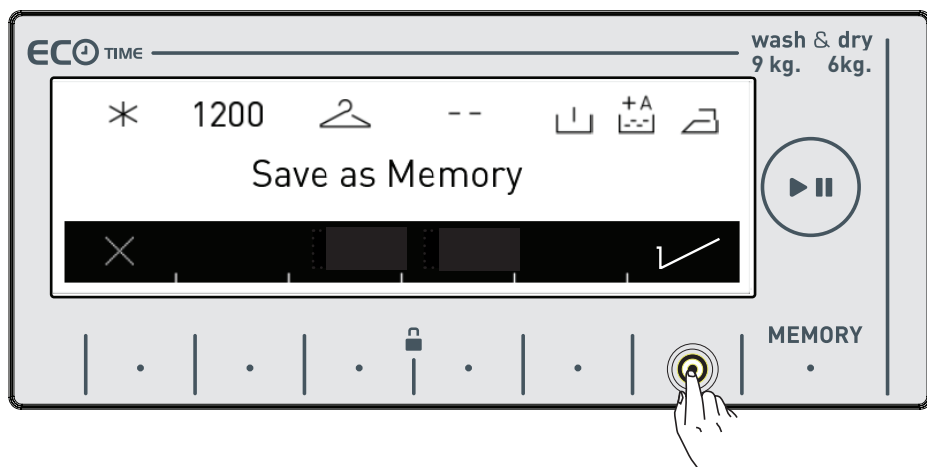 ECO TIME
wash & dry
9 kg. 6kg.
1200 -- +A
Save as Memory
MEMORY